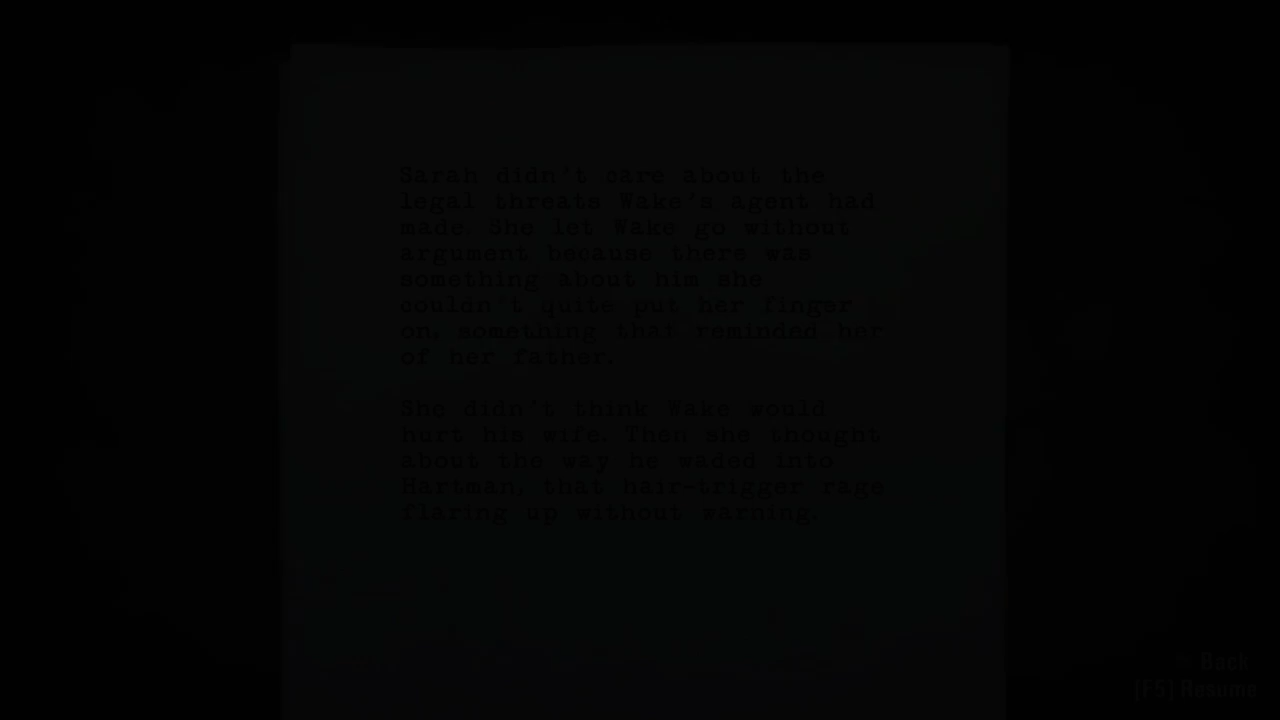 Sarah didn't care about the
legal threats Wake's agent had
made. She let Wake go without
argument because there was
something about him she
couldn't quite put her finger
on, something that reminded her
of her father.
She didn't think Wake would
hurt his wife. Then she thought
about the way he waded into
Hartman, that hair-trigger rage
flaring up without warning.
Back
[F5] Resume